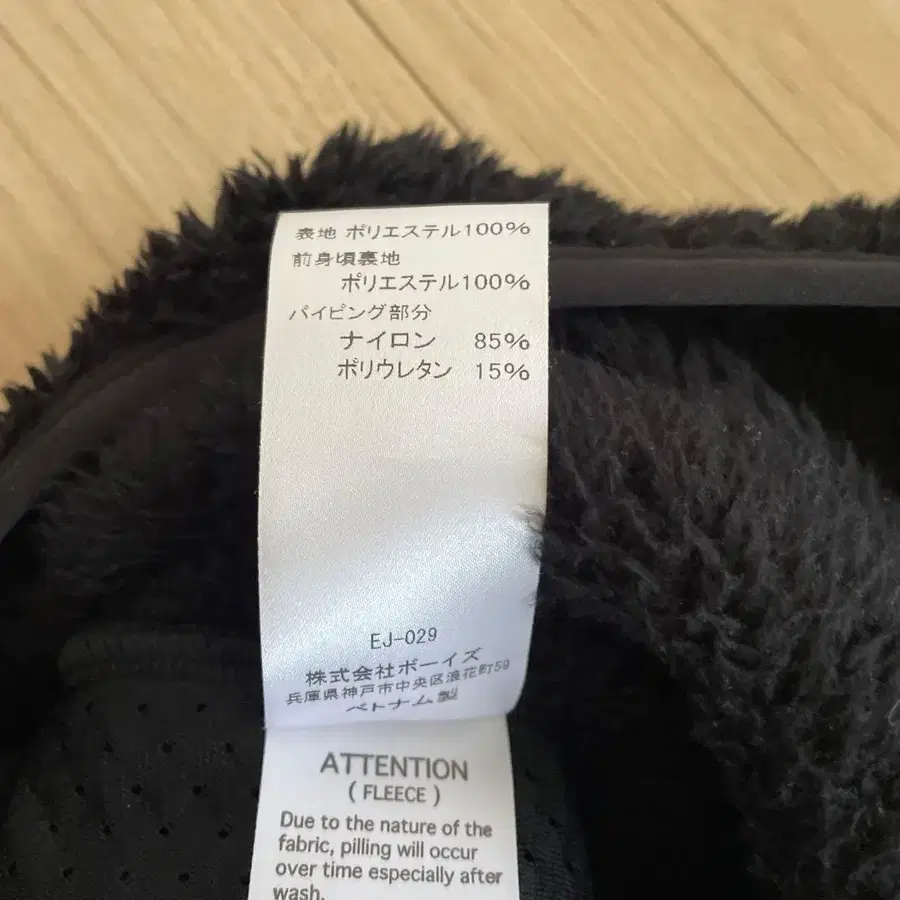 表地 ポリエステル100%
前身頃裏地
ポリエステル100%
パイピング部分
ナイロン 85%
ポリウレタン 15%
EJ-029
株式会社ボーイズ
兵庫県神戸市中央区浪花町59
ベトナム製
ATTENTION
( FLEECE )
Due to the nature of the
fabric, pilling will occur
over time especially after
wash.